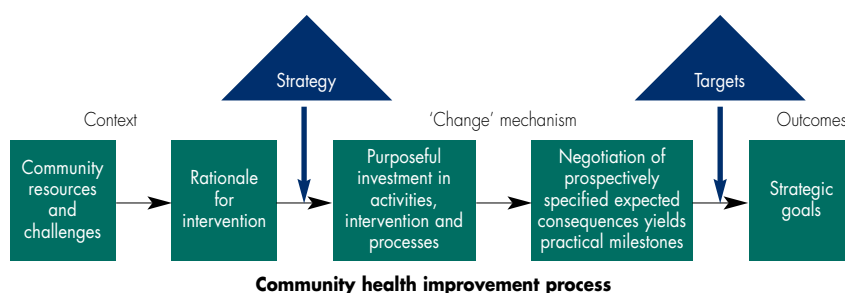 Strategy
Targets
Context
'Change' mechanism
Outcomes
Community
resources
and
challenges
Rationale
for
intervention
Purposeful
investment in
activities,
intervention and
processes
Negotiation of
prospectively
specified expected
consequences yields
practical milestones
Strategic
goals
Community health improvement process